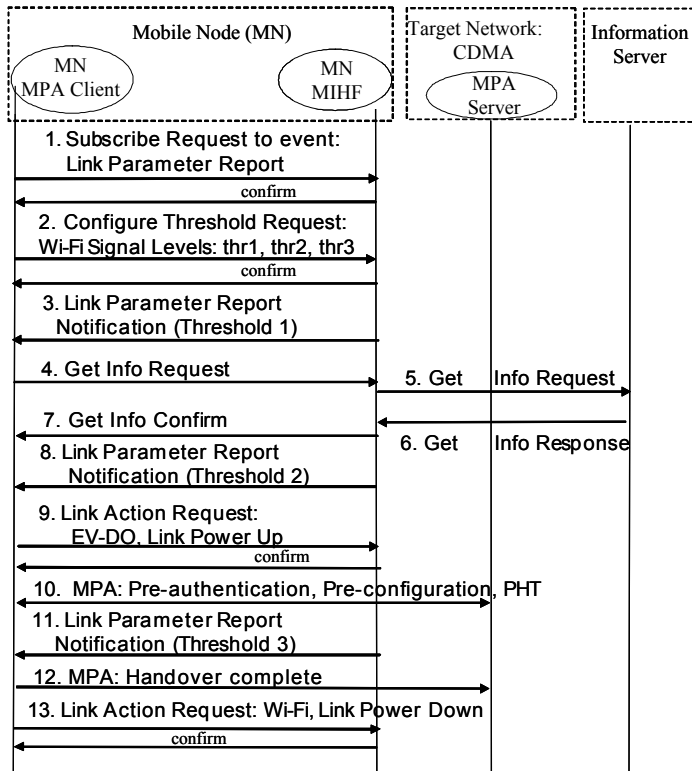 Mobile Node (MN)
Target Network:
CDMA
Information
Server
MN
MPA Client
MN
MIHF
MPA
Server
1. Subscribe Request to event:
Link Parameter Report
confirm
2. Configure Threshold Request:
Wi-Fi Signal Levels: thr1, thr2, thr3
confirm
3. Link Parameter Report
Notification (Threshold 1)
4. Get Info Request
5. Get Info Request
7. Get Info Confirm
6. Get Info Response
8. Link Parameter Report
Notification (Threshold 2)
9. Link Action Request:
EV-DO, Link Power Up
confirm
10. MPA: Pre-authentication, Pre-configuration, PHT
11. Link Parameter Report
Notification (Threshold 3)
12. MPA: Handover complete
13. Link Action Request: Wi-Fi, Link Power Down
confirm